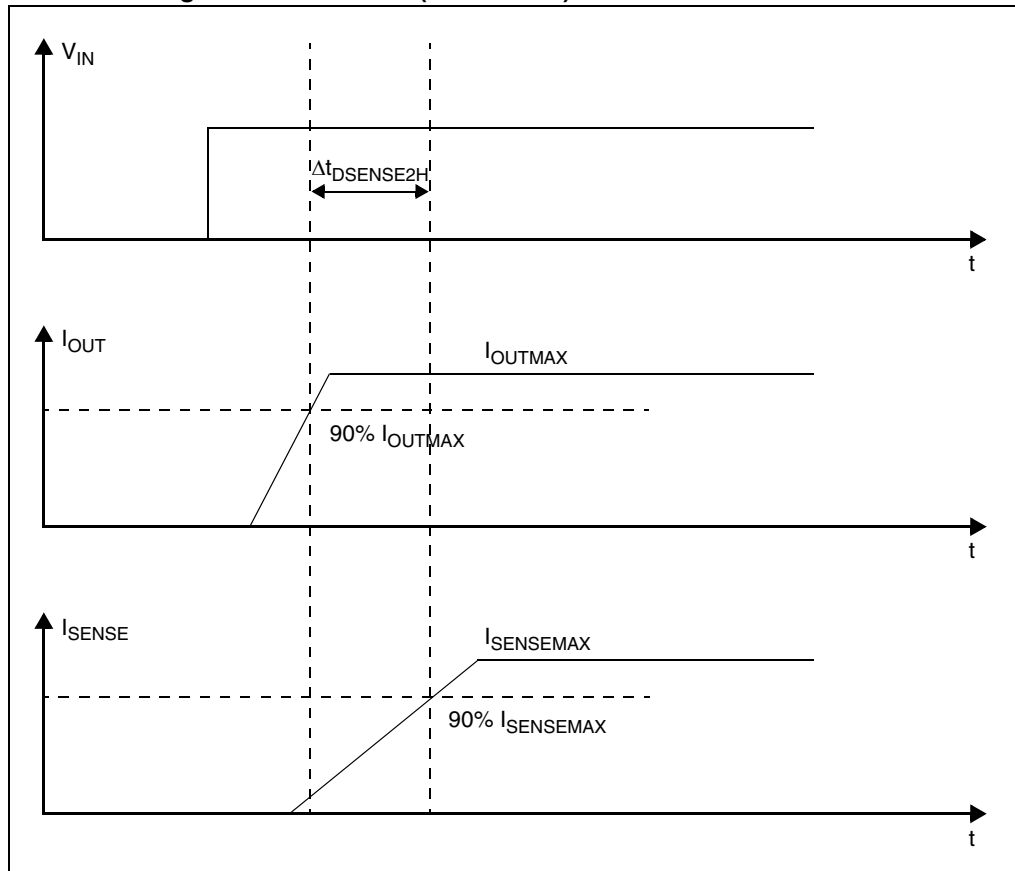 V_IN
Δt_DSENSE2H
t
I_OUT
I_OUTMAX
90% I_OUTMAX
t
I_SENSE
I_SENSEMAX
90% I_SENSEMAX
t